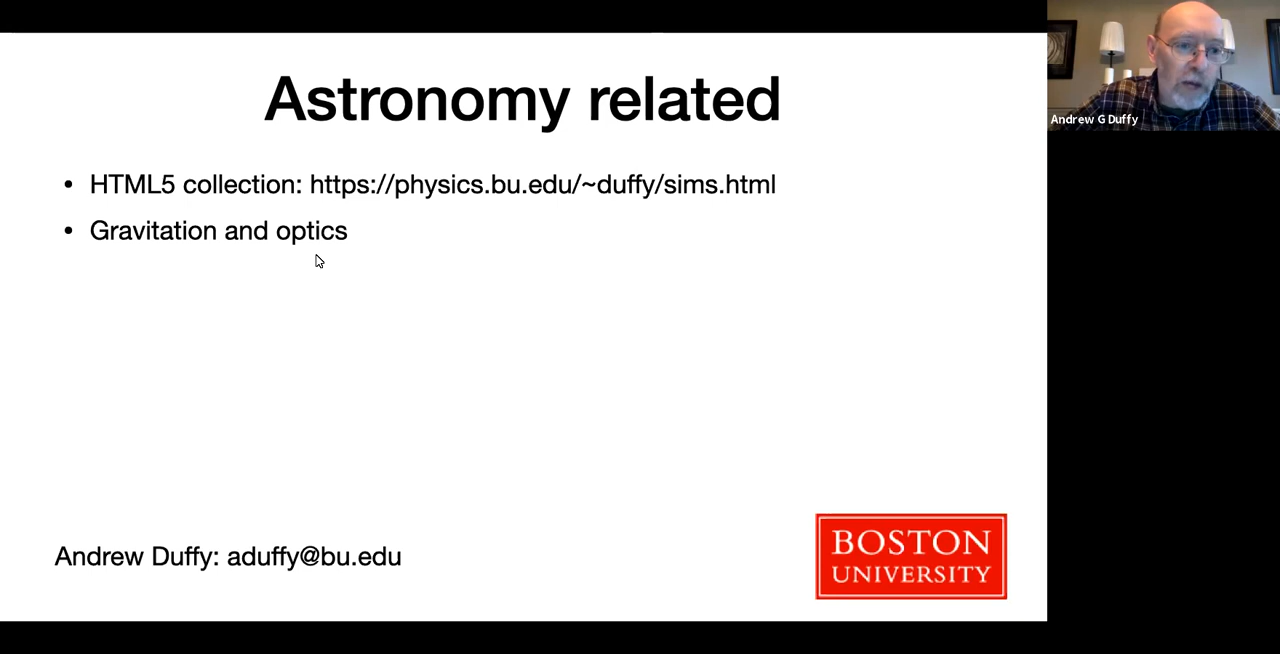 Astronomy related
• HTML5 collection: https://physics.bu.edu/~duffy/sims.html
• Gravitation and optics
Andrew Duffy: aduffy@bu.edu
BOSTON
UNIVERSITY
Andrew G Duffy